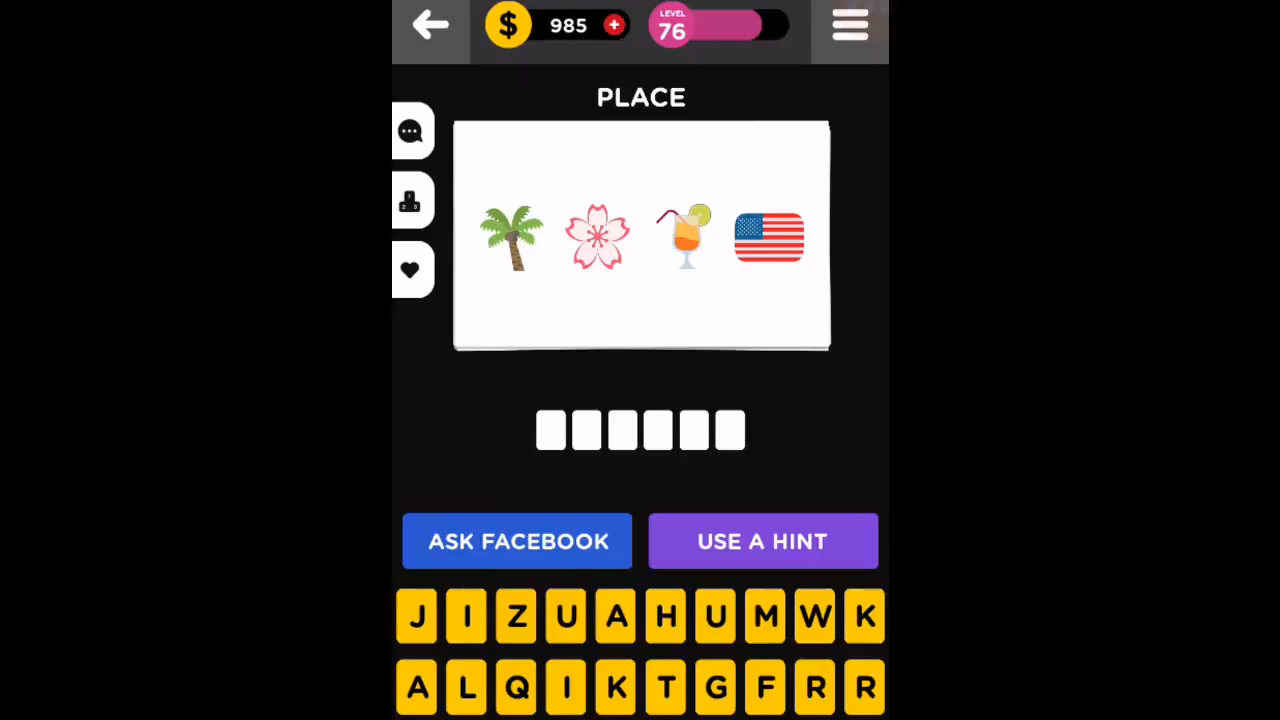 $ 985 + LEVEL 76
PLACE
ASK FACEBOOK USE A HINT
J I Z U A H U M W K
A L Q I K T G F R R